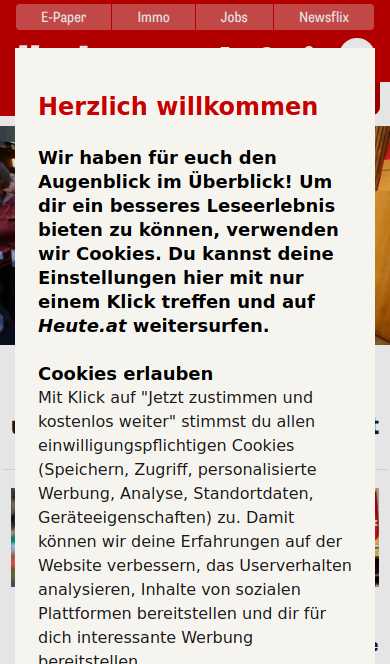 E-Paper Immo Jobs Newsflix
Herzlich willkommen
Wir haben für euch den
Augenblick im Überblick! Um
dir ein besseres Leseerlebnis
bieten zu können, verwenden
wir Cookies. Du kannst deine
Einstellungen hier mit nur
einem Klick treffen und auf
Heute.at weitersurfen.
Cookies erlauben
Mit Klick auf "Jetzt zustimmen und
kostenlos weiter" stimmst du allen
einwilligungspflichtigen Cookies
(Speichern, Zugriff, personalisierte
Werbung, Analyse, Standortdaten,
Geräteeigenschaften) zu. Damit
können wir deine Erfahrungen auf der
Website verbessern, das Userverhalten
analysieren, Inhalte von sozialen
Plattformen bereitstellen und dir für
dich interessante Werbung
bereitstellen